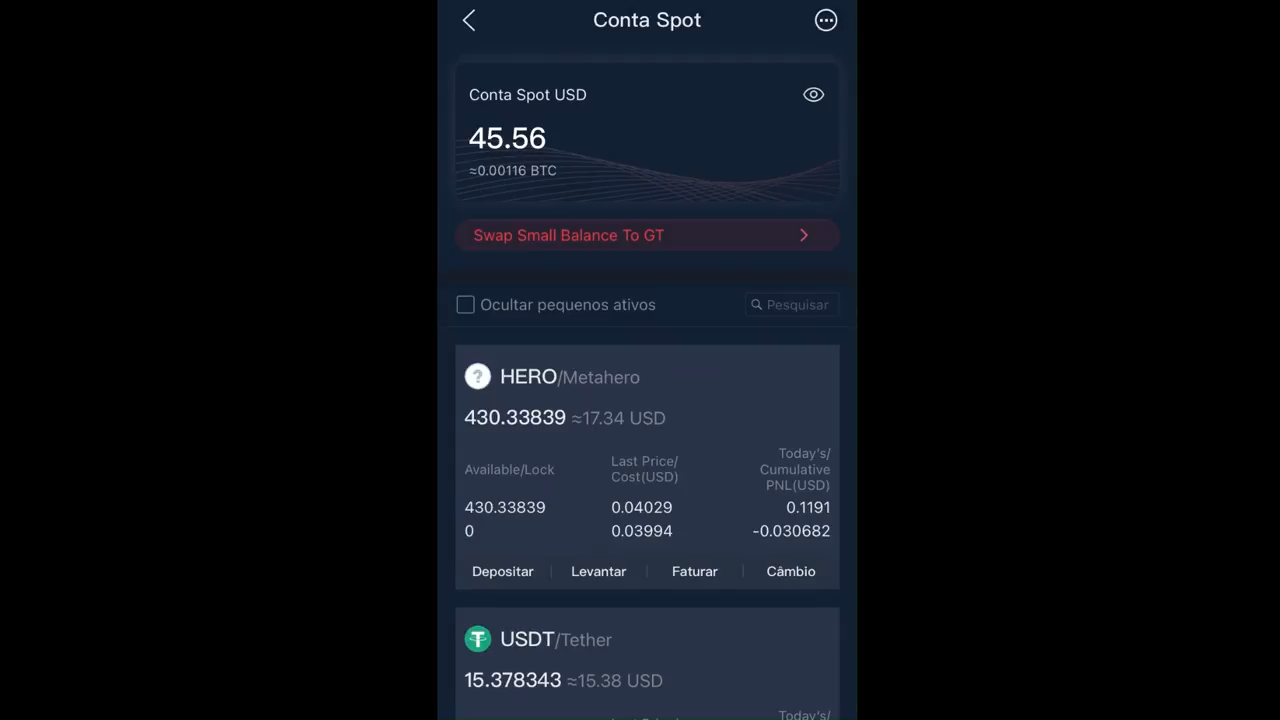 Conta Spot
Conta Spot USD
45.56
≈0.00116 BTC
Swap Small Balance To GT
Ocultar pequenos ativos
Pesquisar
HERO/Metahero
430.33839 ≈17.34 USD
Available/Lock
Last Price/
Cost(USD)
Today's/
Cumulative
PNL(USD)
430.33839 0.04029 0.1191
0 0.03994 -0.030682
Depositar Levantar Faturar Câmbio
USDT/Tether
15.378343 ≈15.38 USD
Last Price/
Today's/